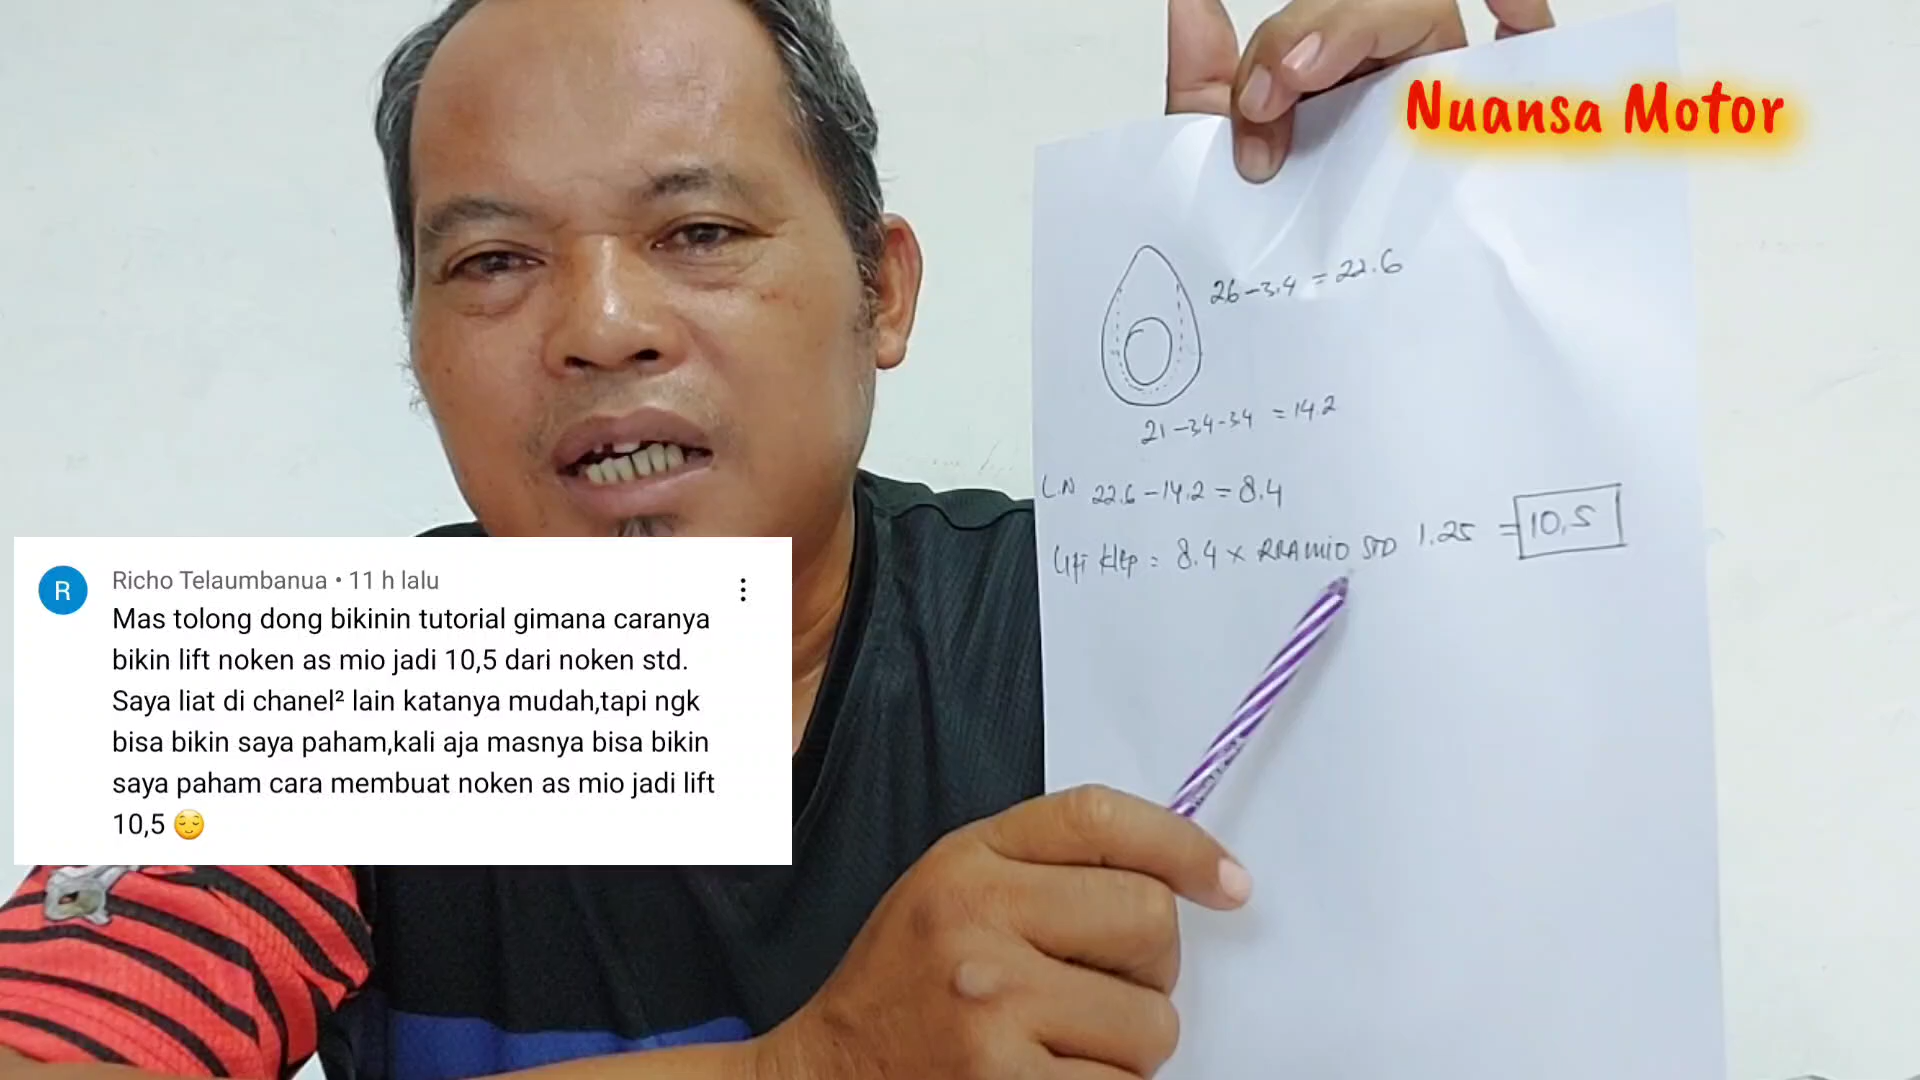 Nuansa Motor
26-3.4 = 22.6
21-3.4-3.4 = 14.2
L.N 22.6-14.2 = 8.4
Lift Klep = 8.4 x RRA MIO STD 1.25 = 10,5
R
Richo Telaumbanua • 11 h lalu
Mas tolong dong bikinin tutorial gimana caranya
bikin lift noken as mio jadi 10,5 dari noken std.
Saya liat di chanel² lain katanya mudah,tapi ngk
bisa bikin saya paham,kali aja masnya bisa bikin
saya paham cara membuat noken as mio jadi lift
10,5 😌